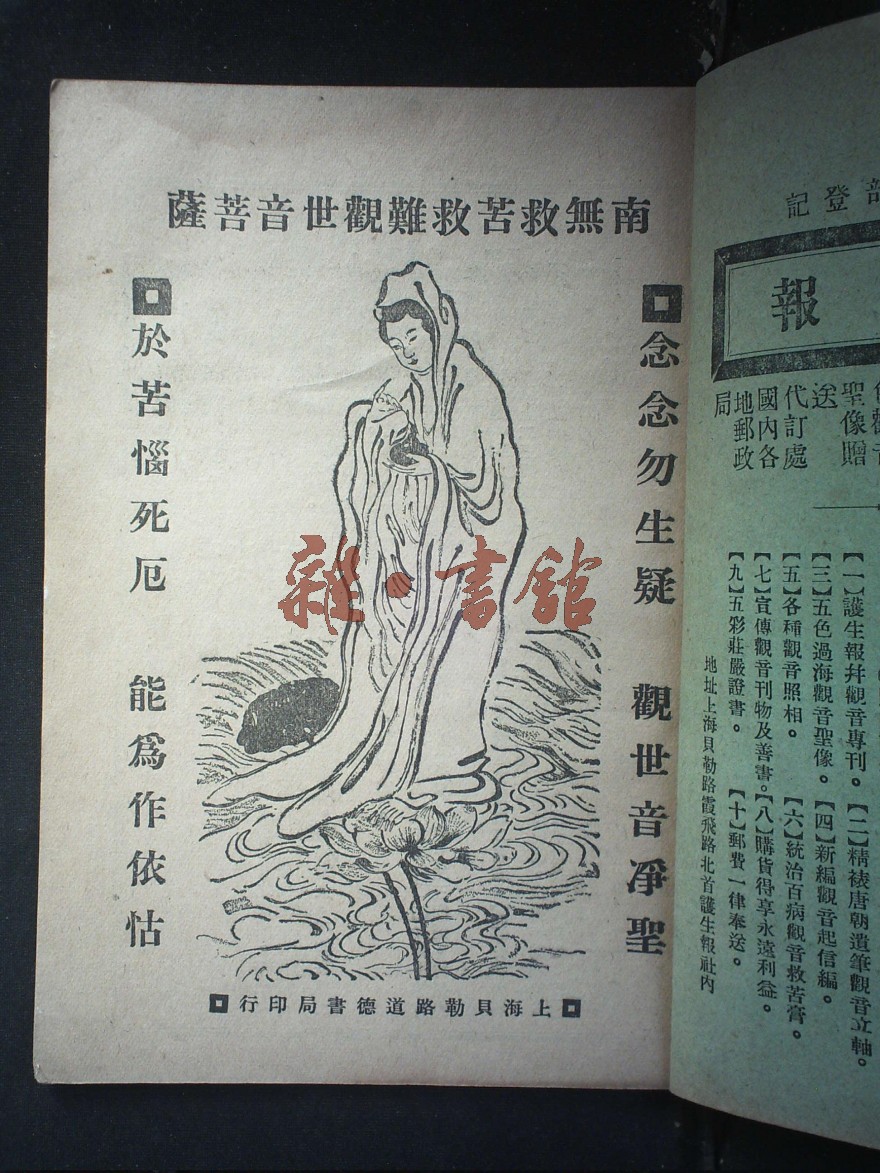 南無救苦救難觀世音菩薩
念念勿生疑　觀世音淨聖
於苦惱死厄　能爲作依怙
上海貝勒路道德書局印行
雜·書館
登記
報
聖像贈
送
代訂處
國內各
地郵政
局
【一】護生報并觀音專刊。【二】精裱唐朝遺筆觀音立軸。
【三】五色過海觀音聖像。【四】新編觀音起信編。
【五】各種觀音照相。【六】統治百病觀音救苦膏。
【七】宣傳觀音刊物及善書。【八】購貨得享永遠利益。
【九】五彩莊嚴證書。【十】郵費一律奉送。
地址上海貝勒路霞飛路北首護生報社內